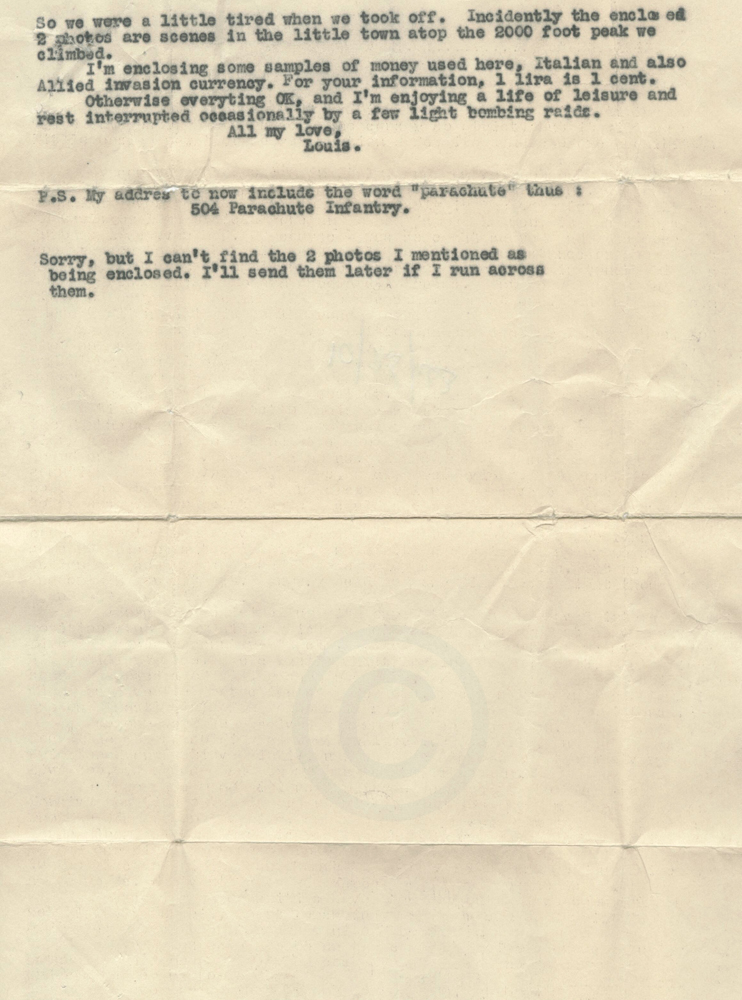 So we were a little tired when we took off.  Incidently the enclosed
2 photos are scenes in the little town atop the 2000 foot peak we
climbed.
I'm enclosing some samples of money used here, Italian and also
Allied invasion currency. For your information, 1 lira is 1 cent.
Otherwise everyting OK, and I'm enjoying a life of leisure and
rest interrupted occasionally by a few light bombing raids.
All my love,
Louis.
P.S. My addres to now include the word "parachute" thus :
504 Parachute Infantry.
Sorry, but I can't find the 2 photos I mentioned as
being enclosed. I'll send them later if I run across
them.
©